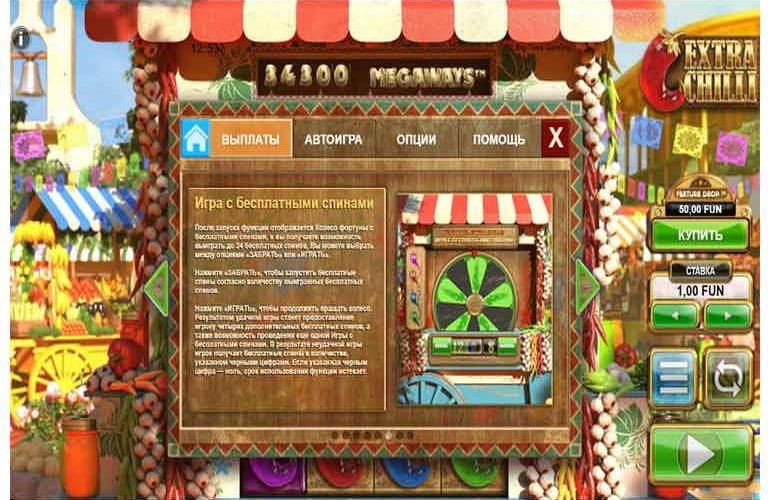 34300 MEGAWAYS™
EXTRA
CHILLI
ВЫПЛАТЫ АВТОИГРА ОПЦИИ ПОМОЩЬ X
Игра с бесплатными спинами
После запуска функции отображается Колесо фортуны с
бесплатными спинами, и вы получаете возможность
выиграть до 24 бесплатных спинов. Вы можете выбрать
между опциями «ЗАБРАТЬ» или «ИГРАТЬ».
Нажмите «ЗАБРАТЬ», чтобы запустить бесплатные
спины согласно количеству выигранных бесплатных
спинов.
Нажмите «ИГРАТЬ», чтобы продолжить вращать колесо.
Результатом удачной игры станет предоставление
игроку четырех дополнительных бесплатных спинов, а
также возможность проведения еще одной Игры с
бесплатными спинами. В результате неудачной игры
игрок получает бесплатные спины в количестве,
указанном черными цифрами. Если указанная черным
цифра — ноль, срок использования функции истекает.
FEATURE DROP™
50,00 FUN
КУПИТЬ
СТАВКА
1,00 FUN